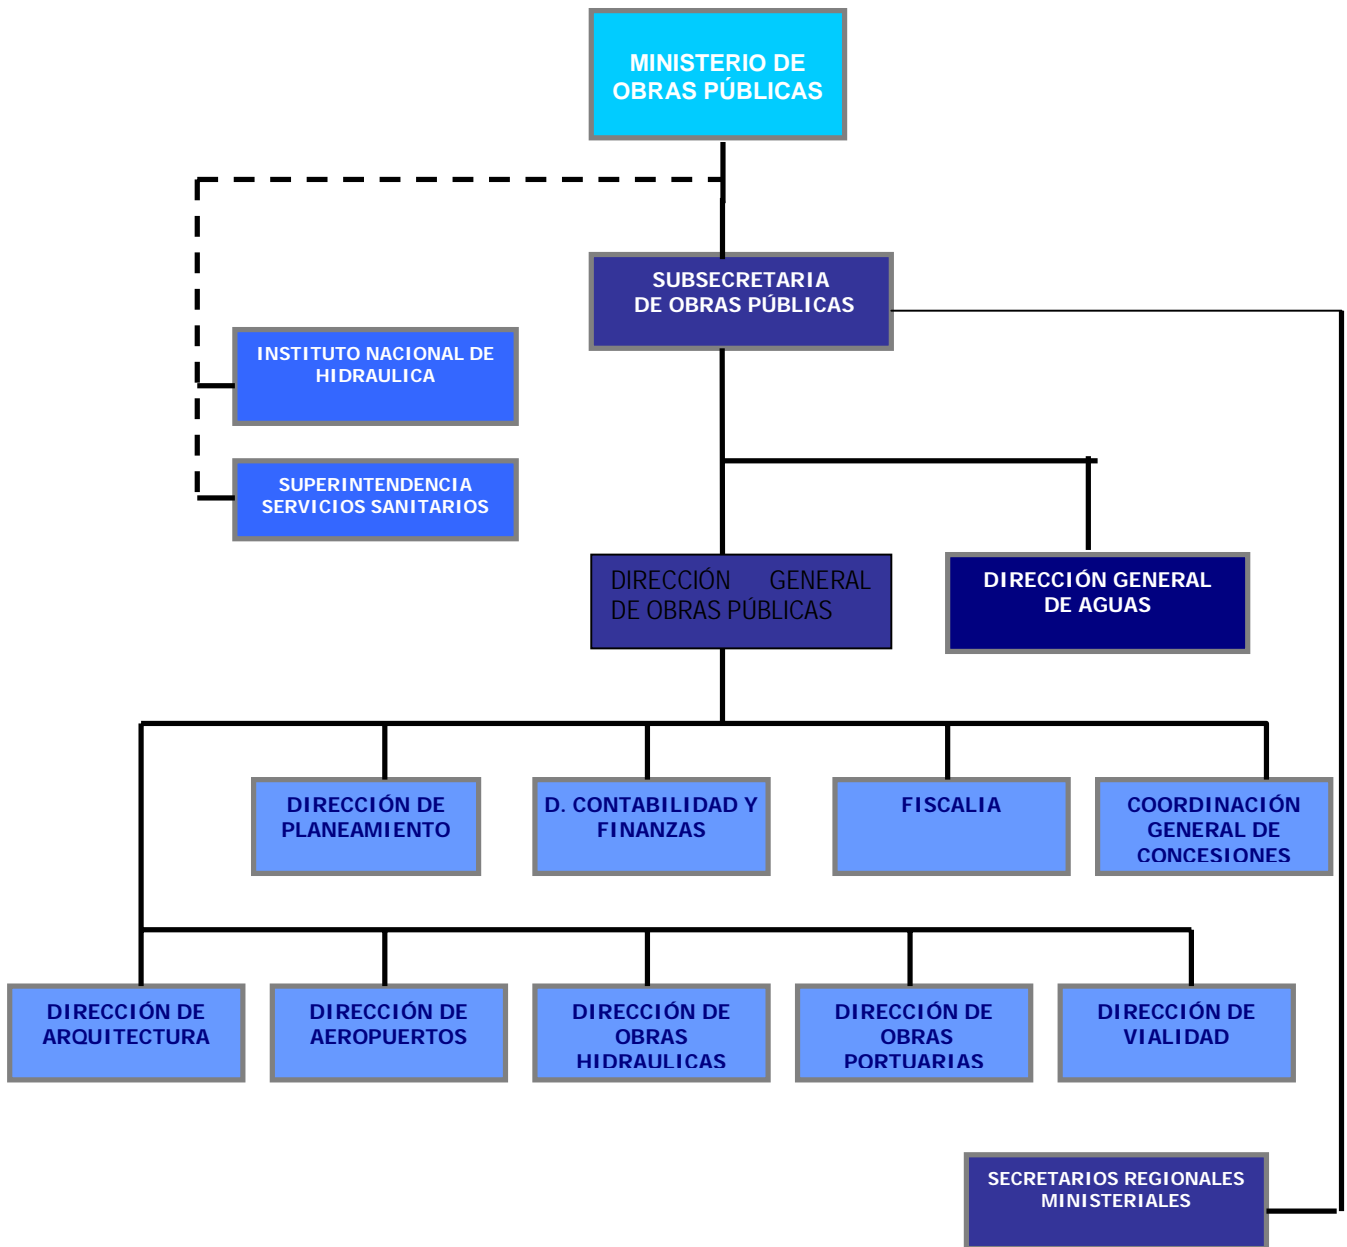 MINISTERIO DE
OBRAS PÚBLICAS
SUBSECRETARIA
DE OBRAS PÚBLICAS
INSTITUTO NACIONAL DE
HIDRAULICA
SUPERINTENDENCIA
SERVICIOS SANITARIOS
DIRECCIÓN GENERAL
DE OBRAS PÚBLICAS
DIRECCIÓN GENERAL
DE AGUAS
DIRECCIÓN DE
PLANEAMIENTO
D. CONTABILIDAD Y
FINANZAS
FISCALIA
COORDINACIÓN
GENERAL DE
CONCESIONES
DIRECCIÓN DE
ARQUITECTURA
DIRECCIÓN DE
AEROPUERTOS
DIRECCIÓN DE
OBRAS
HIDRAULICAS
DIRECCIÓN DE
OBRAS
PORTUARIAS
DIRECCIÓN DE
VIALIDAD
SECRETARIOS REGIONALES
MINISTERIALES